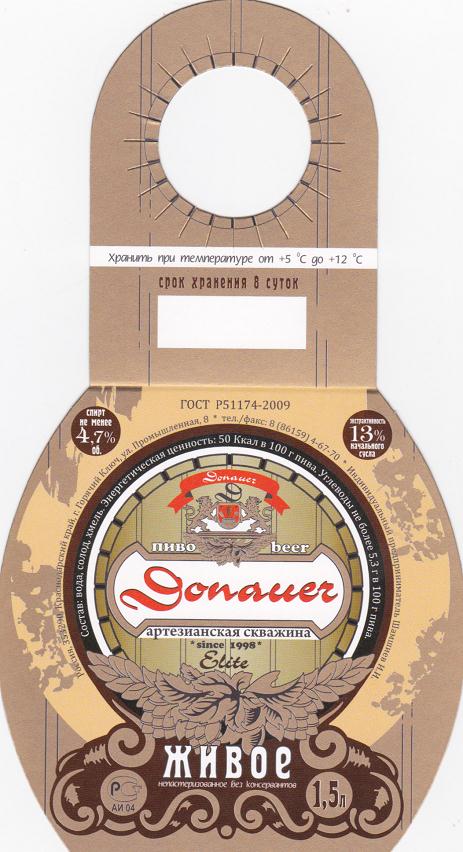 Хранить при температуре от +5 °С до +12 °С
срок хранения 8 суток
ГОСТ Р51174-2009
спирт
не менее
4,7%
об.
экстрактивность
13%
начального
сусла
Краснодарский край, г. Горячий Ключ, ул. Промышленная, 8 * тел./факс: 8 (86159) 4-67-70 * Индивидуальный предприниматель
Состав: вода, солод, хмель. Энергетическая ценность: 50 Ккал в 100 г пива. Углеводы не более 5,3 г в 100 г пива.
Donauer
D
пиво beer
Donauer
артезианская скважина
*since 1998*
Elite
живое
непастеризованное без консервантов
АИ 04
1,5л